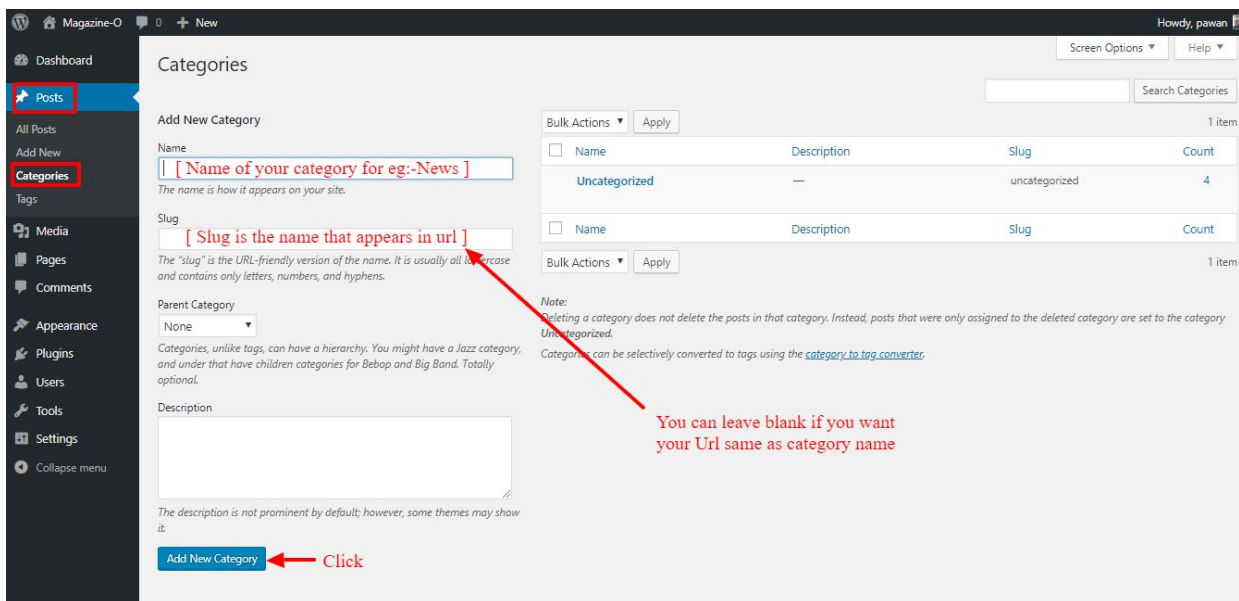 Magazine-O 0 + New Howdy, pawan
Dashboard
Posts
All Posts
Add New
Categories
Tags
Media
Pages
Comments
Appearance
Plugins
Users
Tools
Settings
Collapse menu
Screen Options ▼ Help ▼
Categories
Search Categories
Add New Category
Name
[ Name of your category for eg:-News ]
The name is how it appears on your site.
Slug
[ Slug is the name that appears in url ]
The "slug" is the URL-friendly version of the name. It is usually all lowercase
and contains only letters, numbers, and hyphens.
Parent Category
None ▼
Categories, unlike tags, can have a hierarchy. You might have a Jazz category,
and under that have children categories for Bebop and Big Band. Totally
optional.
Description
The description is not prominent by default; however, some themes may show
it.
Add New Category
Click
Bulk Actions ▼ Apply 1 item
Name Description Slug Count
Uncategorized — uncategorized 4
Name Description Slug Count
Bulk Actions ▼ Apply 1 item
Note:
Deleting a category does not delete the posts in that category. Instead, posts that were only assigned to the deleted category are set to the category
Uncategorized.
Categories can be selectively converted to tags using the category to tag converter.
You can leave blank if you want
your Url same as category name